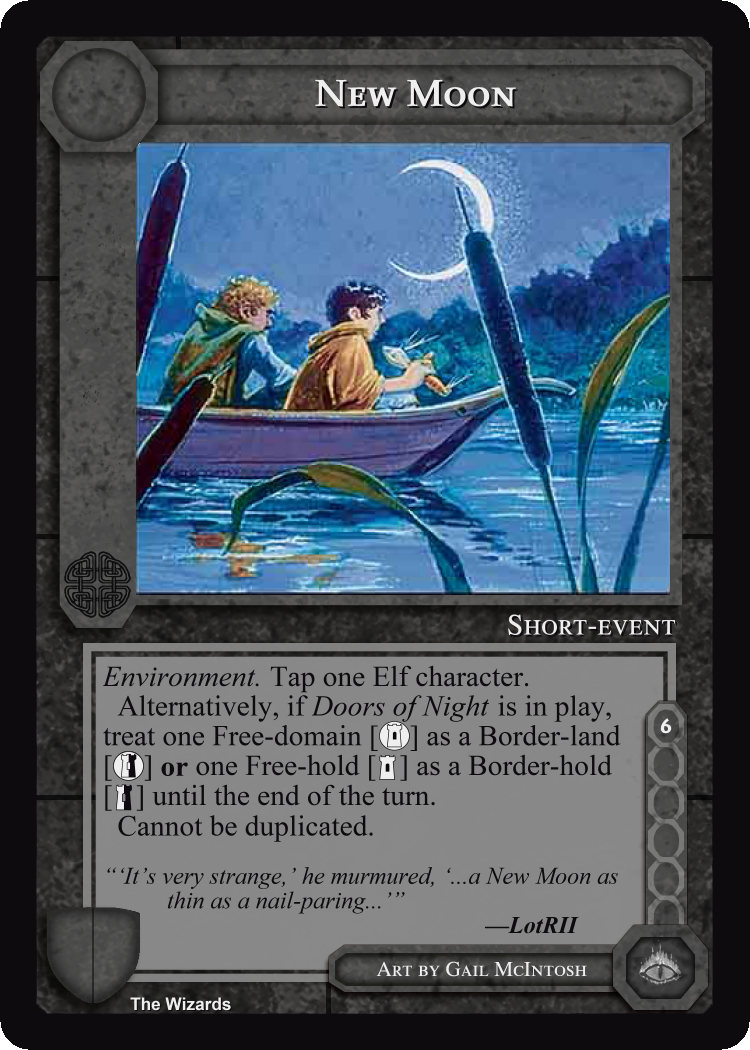 New Moon
Short-event
Environment. Tap one Elf character.
Alternatively, if Doors of Night is in play,
treat one Free-domain [ ] as a Border-land
[ ] or one Free-hold [ ] as a Border-hold
[ ] until the end of the turn.
Cannot be duplicated.
6
“‘It’s very strange,’ he murmured, ‘...a New Moon as
thin as a nail-paring...’”
—LotRII
Art by Gail McIntosh
The Wizards